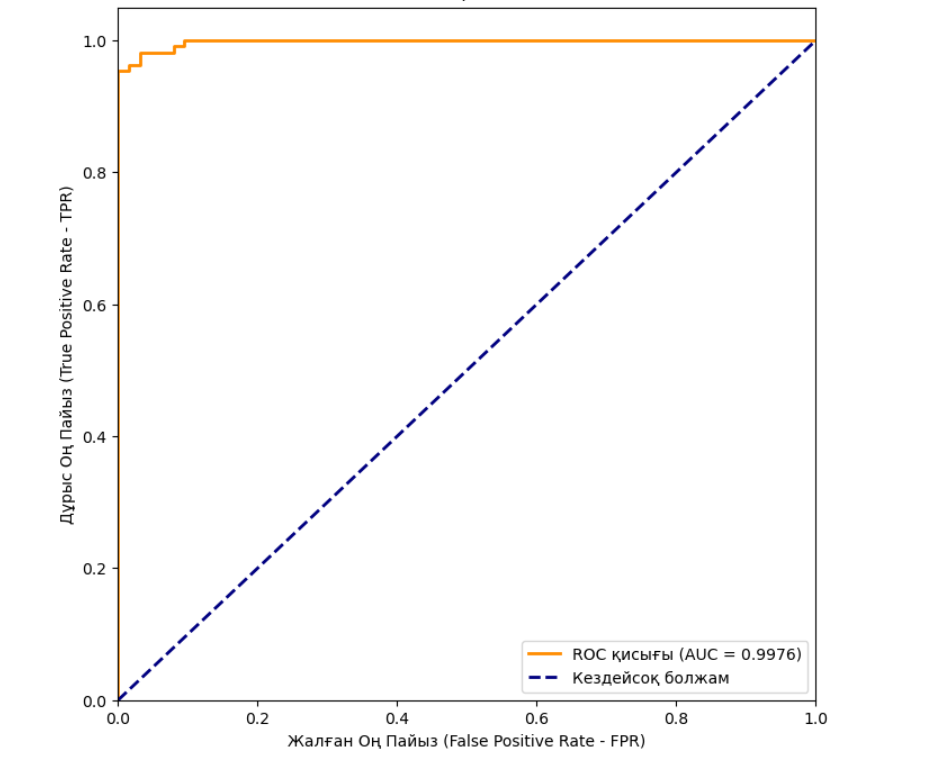 1.0
0.8
0.6
0.4
0.2
0.0
Дұрыс Оң Пайыз (True Positive Rate - TPR)
ROC қисығы (AUC = 0.9976)
Кездейсоқ болжам
0.0 0.2 0.4 0.6 0.8 1.0
Жалған Оң Пайыз (False Positive Rate - FPR)